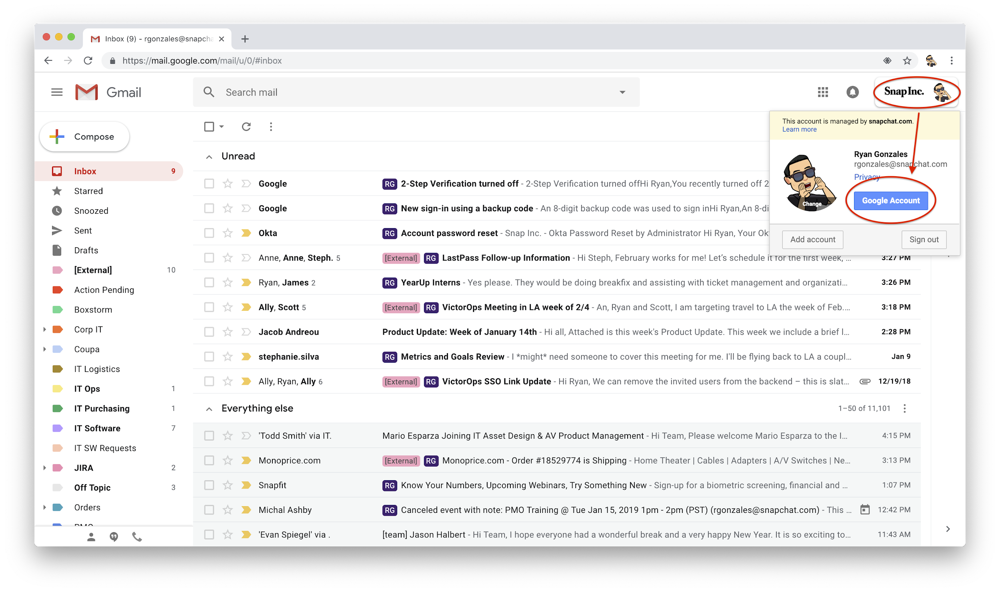 Inbox (9) - rgonzales@snapcha
https://mail.google.com/mail/u/0/#inbox
Gmail
Search mail
Snap Inc.
This account is managed by snapchat.com.
Learn more
Ryan Gonzales
rgonzales@snapchat.com
Privacy
Google Account
Change
Add account
Sign out
Compose
Inbox 9
Starred
Snoozed
Sent
Drafts
[External] 10
Action Pending
Boxstorm
Corp IT
Coupa
IT Logistics
IT Ops 1
IT Purchasing 1
IT Software 7
IT SW Requests
JIRA 2
Off Topic 3
Orders
Unread
Google RG 2-Step Verification turned off - 2-Step Verification turned offHi Ryan,You recently turned off 2
Google RG New sign-in using a backup code - An 8-digit backup code was used to sign inHi Ryan,An 8-di
Okta RG Account password reset - Snap Inc. - Okta Password Reset by Administrator Hi Ryan, Your Ok
Anne, Anne, Steph. 5 [External] RG LastPass Follow-up Information - Hi Steph, February works for me! Let’s schedule it for the first week, ... 3:27 PM
Ryan, James 2 RG YearUp Interns - Yes please. They would be doing breakfix and assisting with ticket management and organizati... 3:26 PM
Ally, Scott 5 [External] RG VictorOps Meeting in LA week of 2/4 - An, Ryan and Scott, I am targeting travel to LA the week of Feb.... 3:18 PM
Jacob Andreou Product Update: Week of January 14th - Hi all, Attached is this week's Product Update. This week we include a brief l... 2:28 PM
stephanie.silva RG Metrics and Goals Review - I *might* need someone to cover this meeting for me. I'll be flying back to LA a coupl... Jan 9
Ally, Ryan, Ally 6 [External] RG VictorOps SSO Link Update - Hi Ryan, We can remove the invited users from the backend – this is slat... 12/19/18
Everything else 1–50 of 11,101
'Todd Smith' via IT. Mario Esparza Joining IT Asset Design & AV Product Management - Hi Team, Please welcome Mario Esparza to the I... 4:15 PM
Monoprice.com [External] RG Monoprice.com - Order #18529774 is Shipping - Home Theater | Cables | Adapters | A/V Switches | Ne... 3:13 PM
Snapfit RG Know Your Numbers, Upcoming Webinars, Try Something New - Sign-up for a biometric screening, financial and ... 1:07 PM
Michal Ashby RG Canceled event with note: PMO Training @ Tue Jan 15, 2019 1pm - 2pm (PST) (rgonzales@snapchat.com) - This ... 12:42 PM
'Evan Spiegel' via . [team] Jason Halbert - Hi Team, I hope everyone had a wonderful break and a very happy New Year. It is so exciting to... 11:43 AM